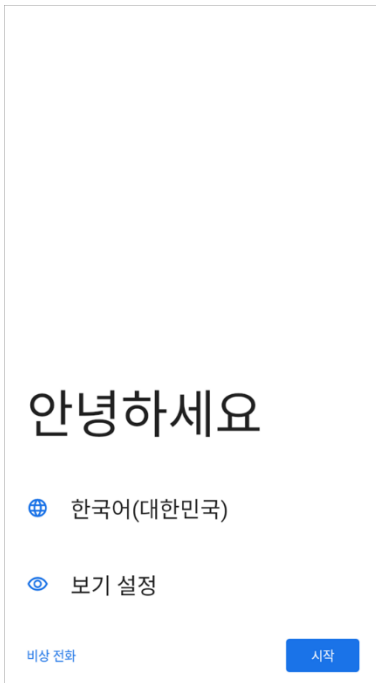 안녕하세요
한국어(대한민국)
보기 설정
비상 전화
시작